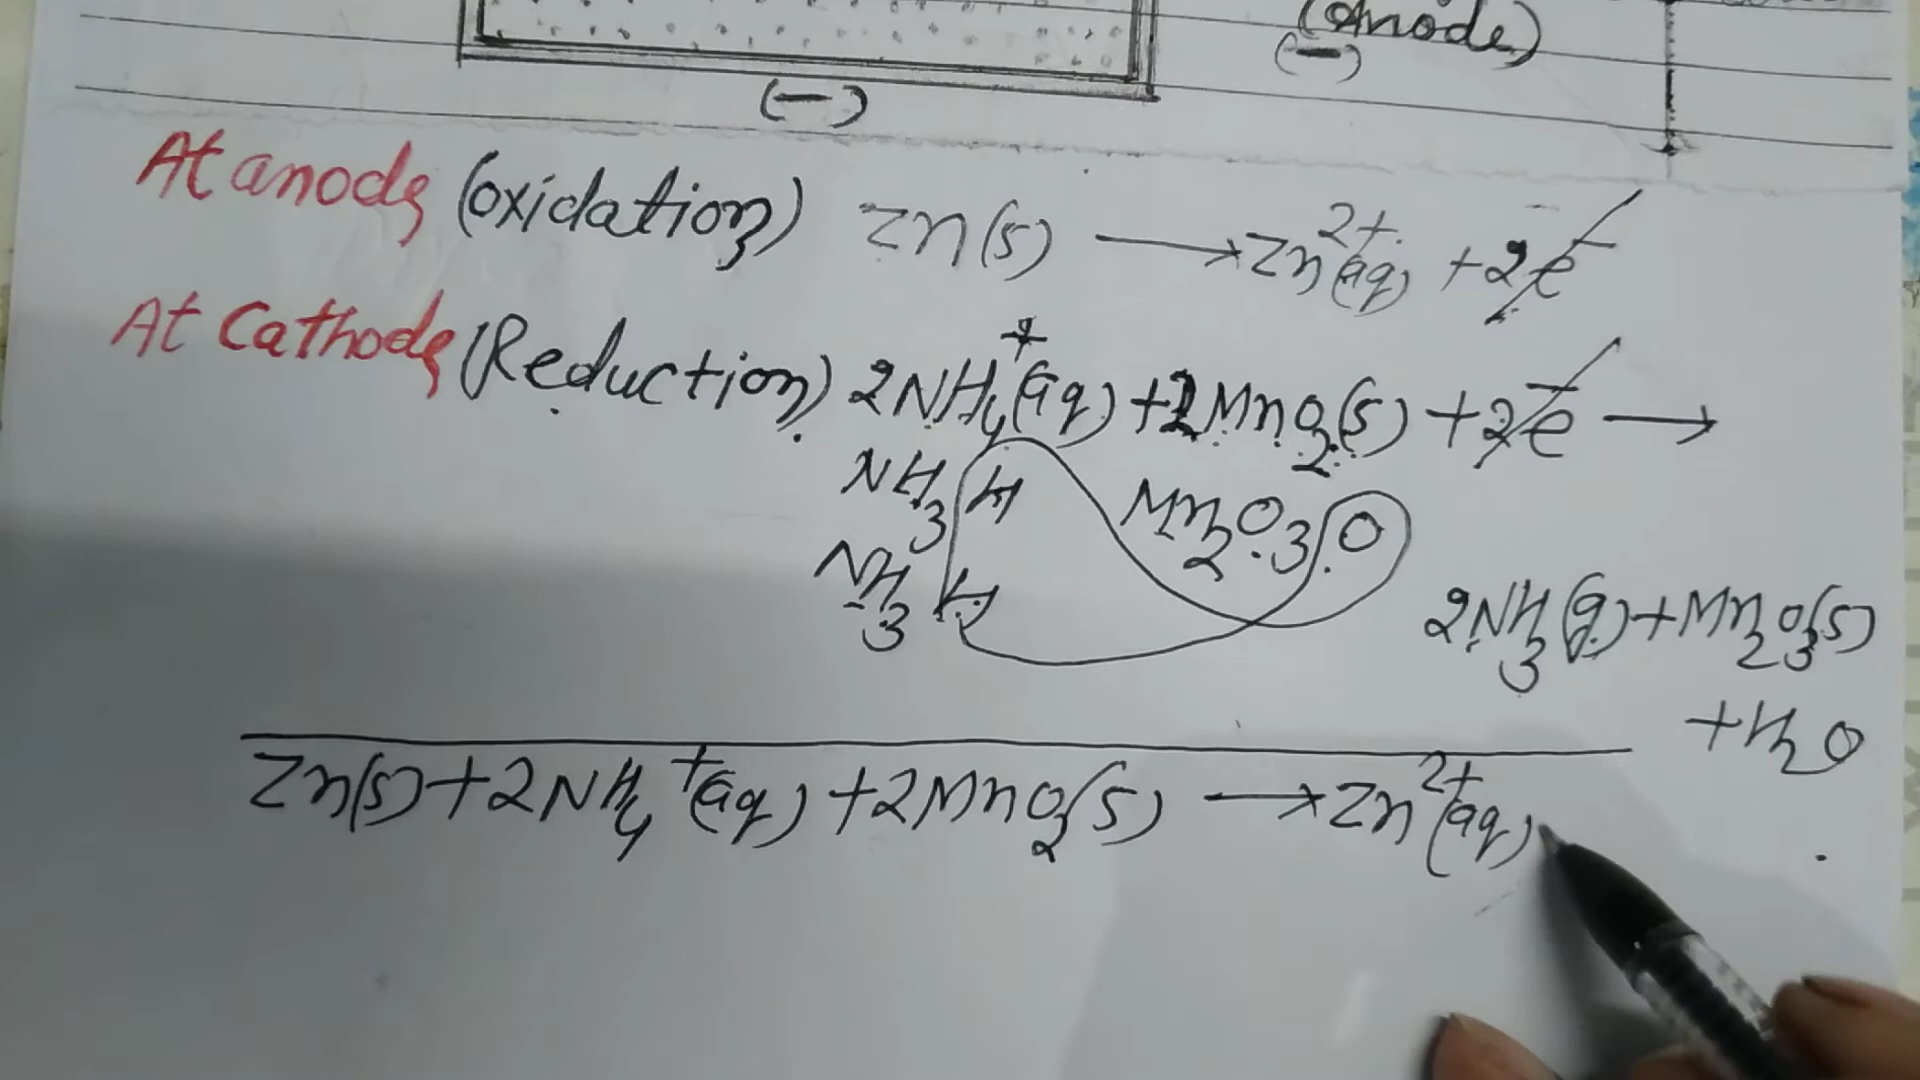 (Anode)
(-)
(-)
At anode (oxidation) Zn(s) ⟶ Zn²⁺(aq) + 2e⁻
At Cathode (Reduction) 2NH₄⁺(aq) + 2MnO₂(s) + 2e⁻ ⟶
NH₃ H Mn₂O₃ O
NH₃ H
2NH₃(g) + Mn₂O₃(s)
+H₂O
Zn(s) + 2NH₄⁺(aq) + 2MnO₂(s) ⟶ Zn²⁺(aq)